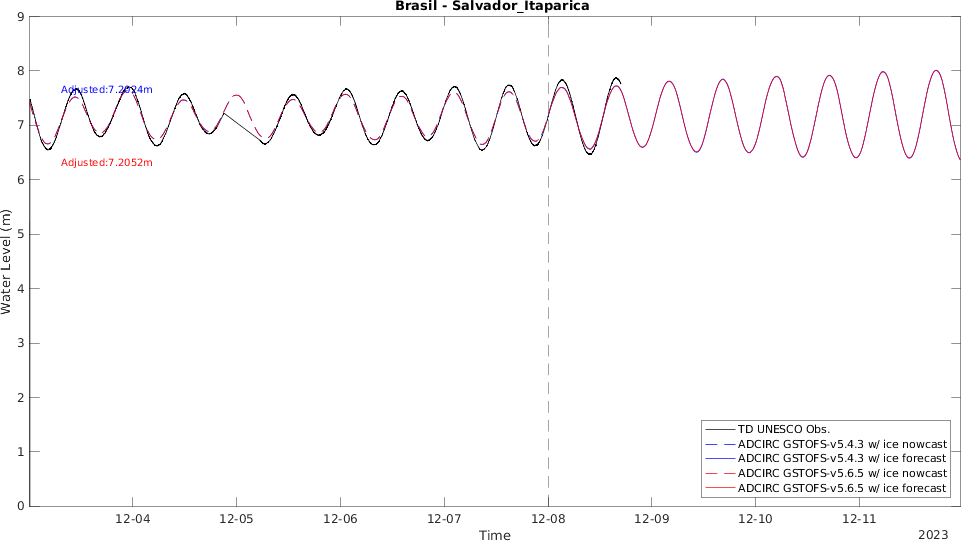 Brasil - Salvador_Itaparica
9
8
7
6
5
4
3
2
1
0
Water Level (m)
Adjusted:7.2024m
Adjusted:7.2052m
TD UNESCO Obs.
ADCIRC GSTOFS-v5.4.3 w/ ice nowcast
ADCIRC GSTOFS-v5.4.3 w/ ice forecast
ADCIRC GSTOFS-v5.6.5 w/ ice nowcast
ADCIRC GSTOFS-v5.6.5 w/ ice forecast
12-04 12-05 12-06 12-07 12-08 12-09 12-10 12-11
Time
2023